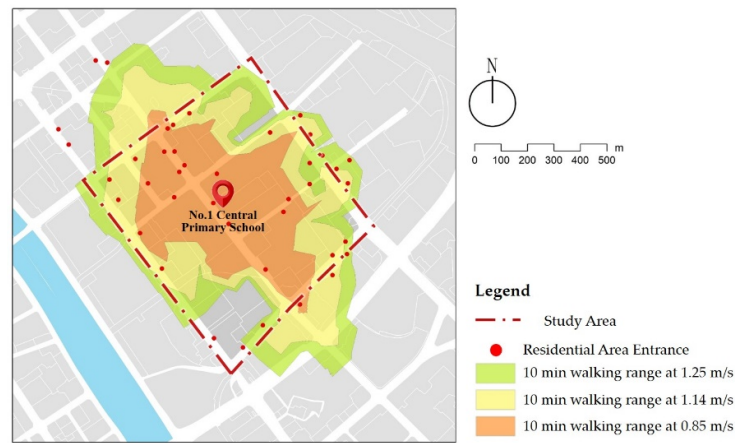 No.1 Central
Primary School
N
0 100 200 300 400 500 m
Legend
Study Area
Residential Area Entrance
10 min walking range at 1.25 m/s
10 min walking range at 1.14 m/s
10 min walking range at 0.85 m/s